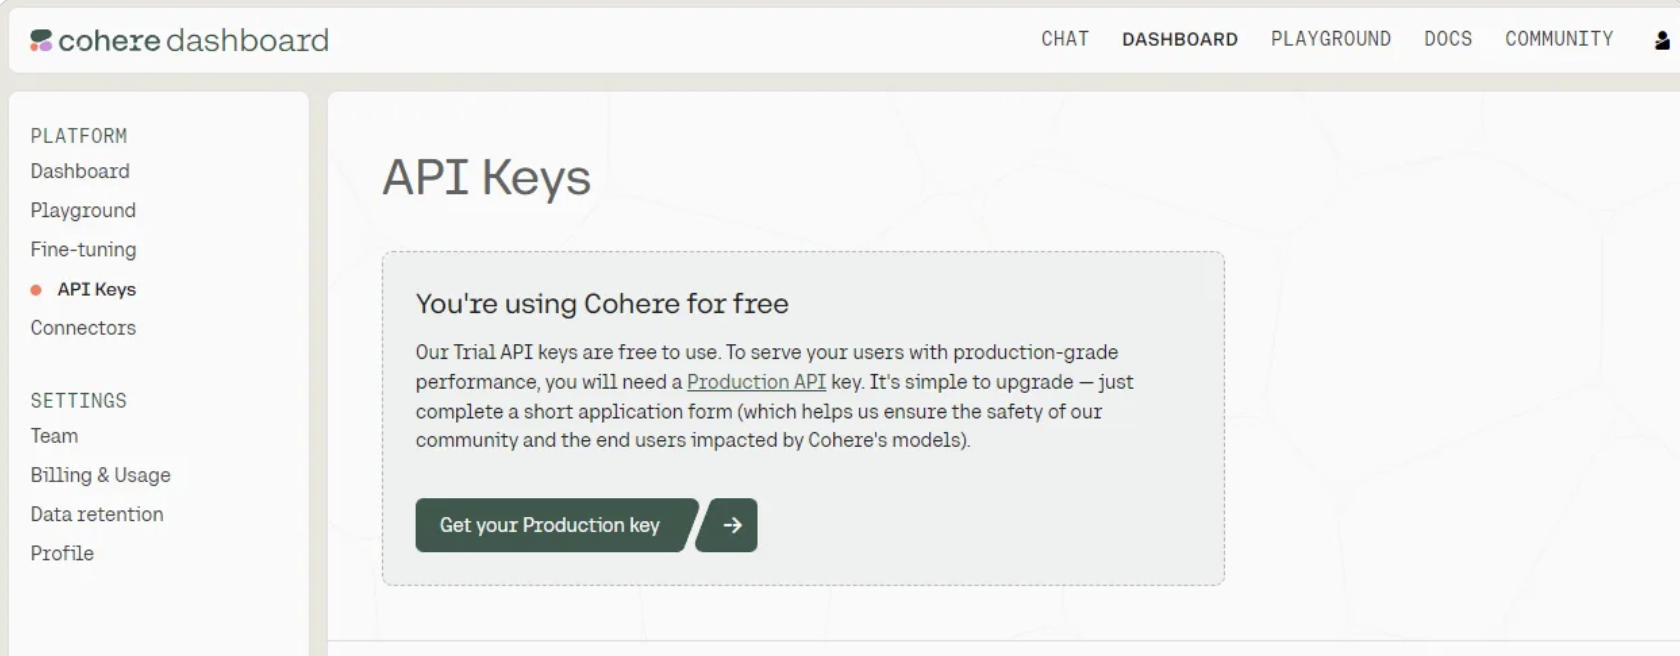 cohere dashboard
CHAT DASHBOARD PLAYGROUND DOCS COMMUNITY
PLATFORM
Dashboard
Playground
Fine-tuning
API Keys
Connectors
SETTINGS
Team
Billing & Usage
Data retention
Profile
API Keys
You're using Cohere for free
Our Trial API keys are free to use. To serve your users with production-grade
performance, you will need a Production API key. It's simple to upgrade — just
complete a short application form (which helps us ensure the safety of our
community and the end users impacted by Cohere's models).
Get your Production key →